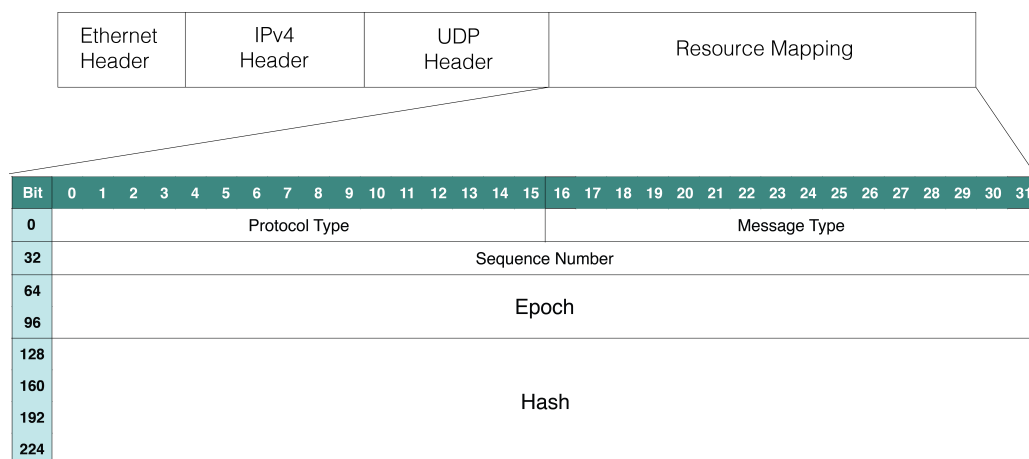 Ethernet Header
IPv4 Header
UDP Header
Resource Mapping
Bit 0 1 2 3 4 5 6 7 8 9 10 11 12 13 14 15 16 17 18 19 20 21 22 23 24 25 26 27 28 29 30 31
0 Protocol Type Message Type
32 Sequence Number
64
Epoch
96
128
160
Hash
192
224